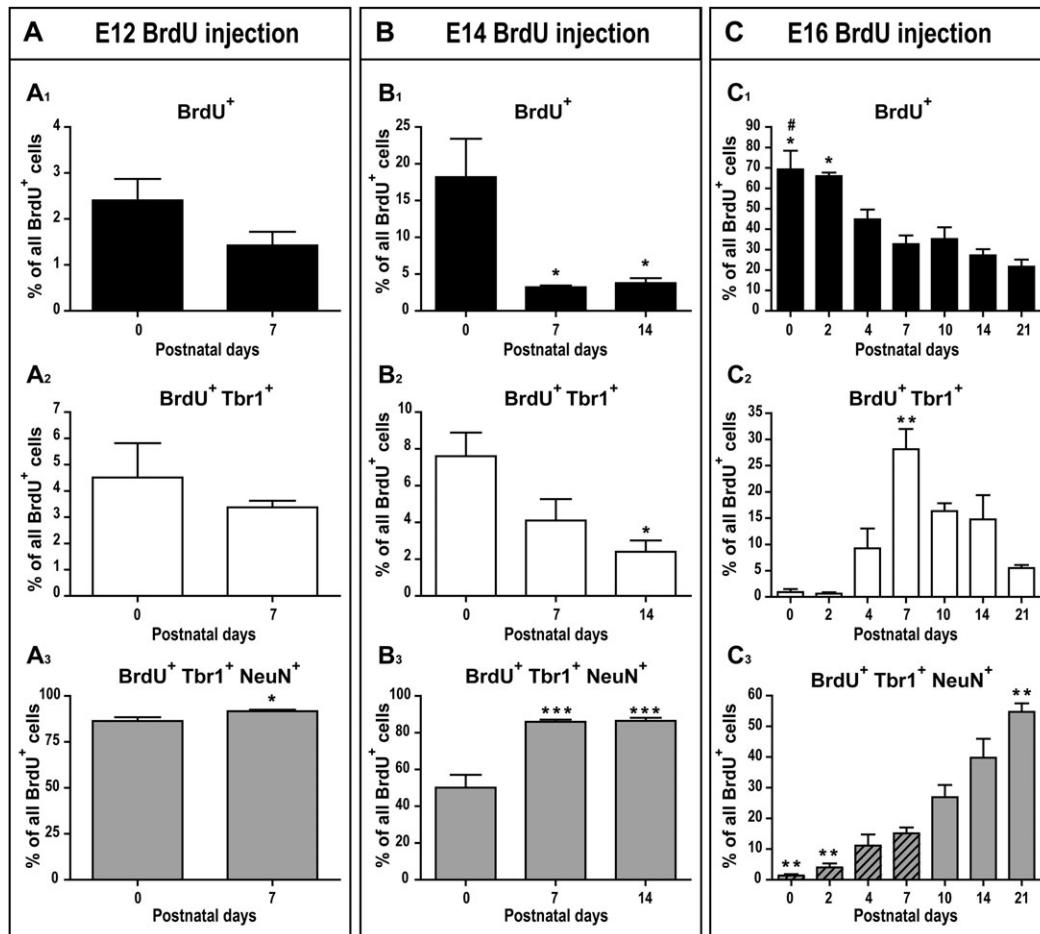 A E12 BrdU injection
A1 BrdU+
% of all BrdU+ cells
4
3
2
1
0
0 7
Postnatal days
A2 BrdU+ Tbr1+
% of all BrdU+ cells
7
6
5
4
3
2
1
0
0 7
Postnatal days
A3 BrdU+ Tbr1+ NeuN+
% of all BrdU+ cells
100
75
50
25
0
*
0 7
Postnatal days
B E14 BrdU injection
B1 BrdU+
% of all BrdU+ cells
25
20
15
10
5
0
* *
0 7 14
Postnatal days
B2 BrdU+ Tbr1+
% of all BrdU+ cells
10
8
6
4
2
0
*
0 7 14
Postnatal days
B3 BrdU+ Tbr1+ NeuN+
% of all BrdU+ cells
100
80
60
40
20
0
*** ***
0 7 14
Postnatal days
C E16 BrdU injection
C1 BrdU+
% of all BrdU+ cells
90
80
70
60
50
40
30
20
10
0
#
* *
0 2 4 7 10 14 21
Postnatal days
C2 BrdU+ Tbr1+
% of all BrdU+ cells
35
30
25
20
15
10
5
0
**
0 2 4 7 10 14 21
Postnatal days
C3 BrdU+ Tbr1+ NeuN+
% of all BrdU+ cells
60
50
40
30
20
10
0
** ** **
0 2 4 7 10 14 21
Postnatal days